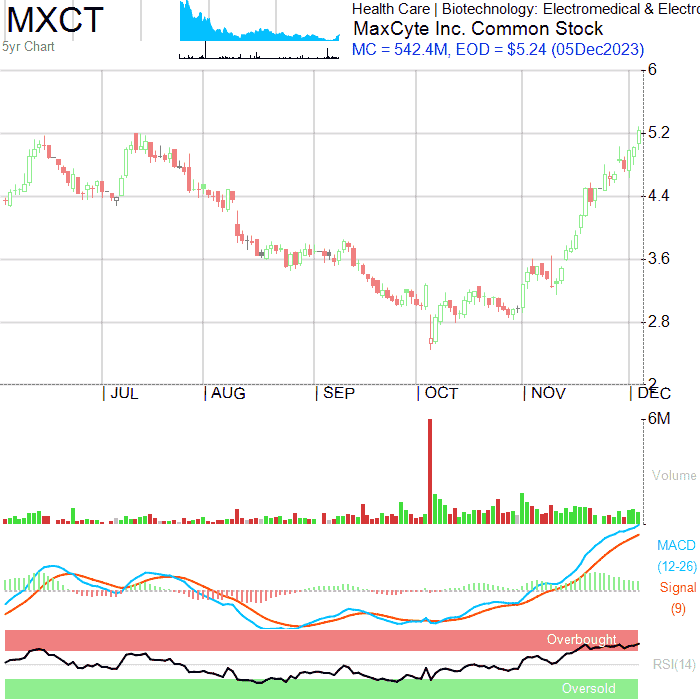 MXCT
5yr Chart
Health Care | Biotechnology: Electromedical & Electro
MaxCyte Inc. Common Stock
MC = 542.4M, EOD = $5.24 (05Dec2023)
6
5.2
4.4
3.6
2.8
2
JUL AUG SEP OCT NOV DEC
6M
Volume
MACD
(12-26)
Signal
(9)
Overbought
RSI(14)
Oversold